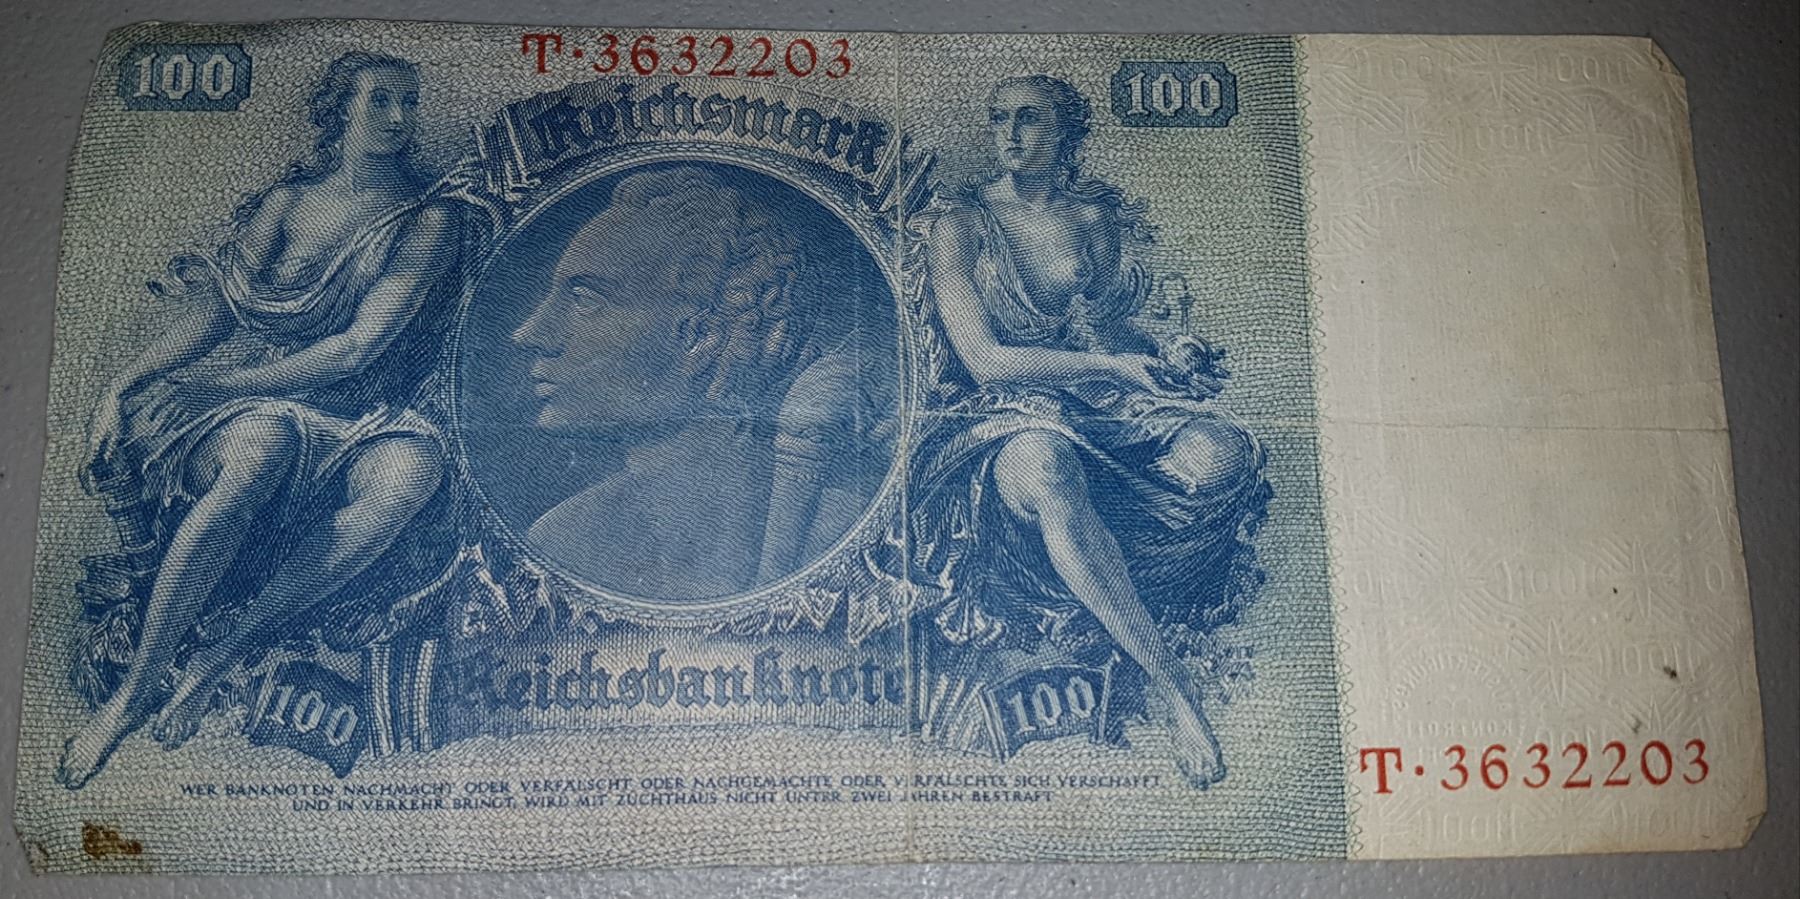 T·3632203
100
100
Reichsmark
Reichsbanknote
100
100
WER BANKNOTEN NACHMACHT ODER VERFÄLSCHT ODER NACHGEMACHTE ODER VERFÄLSCHTE SICH VERSCHAFFT
UND IN VERKEHR BRINGT, WIRD MIT ZUCHTHAUS NICHT UNTER ZWEI JAHREN BESTRAFT
T·3632203